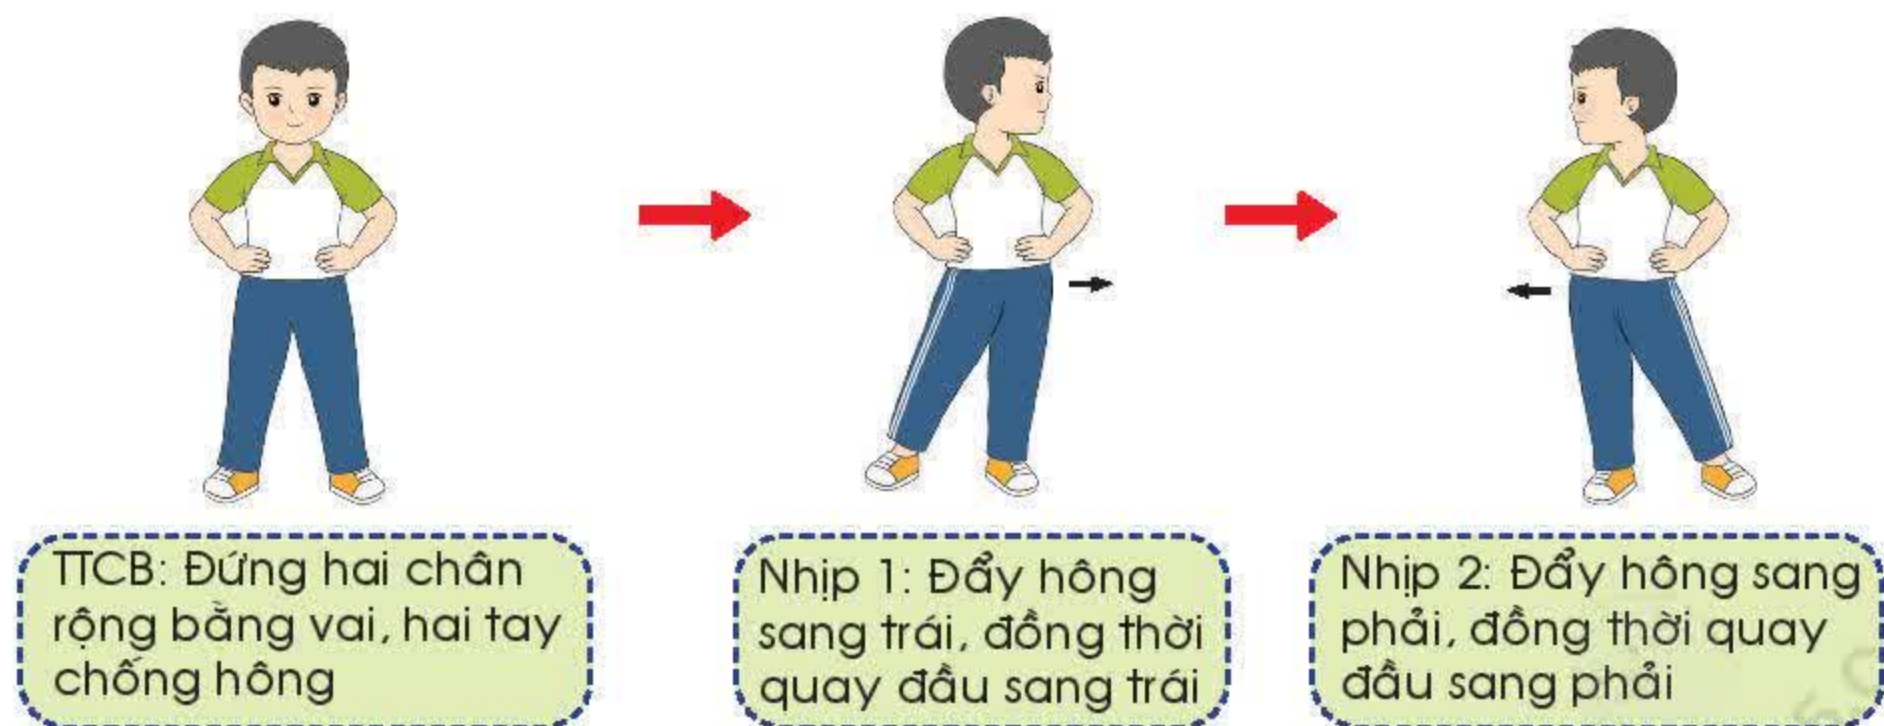 TTCB: Đứng hai chân
rộng bằng vai, hai tay
chống hông
Nhịp 1: Đẩy hông
sang trái, đồng thời
quay đầu sang trái
Nhịp 2: Đẩy hông sang
phải, đồng thời quay
đầu sang phải